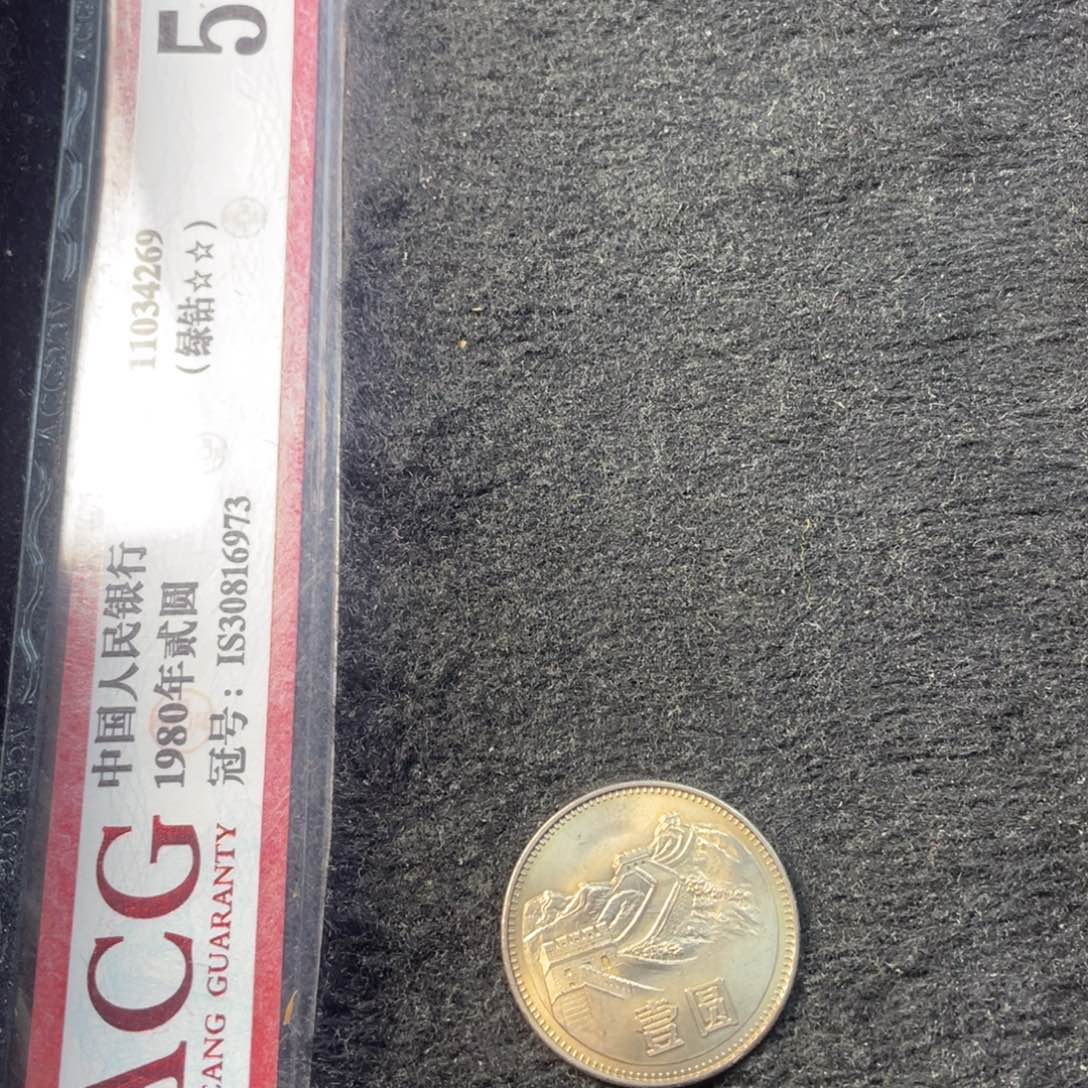 ACG
CANG GUARANTY
中国人民银行
1980年贰圆
冠号：IS30816973
11034269
（绿钻☆☆）
5
壹圆